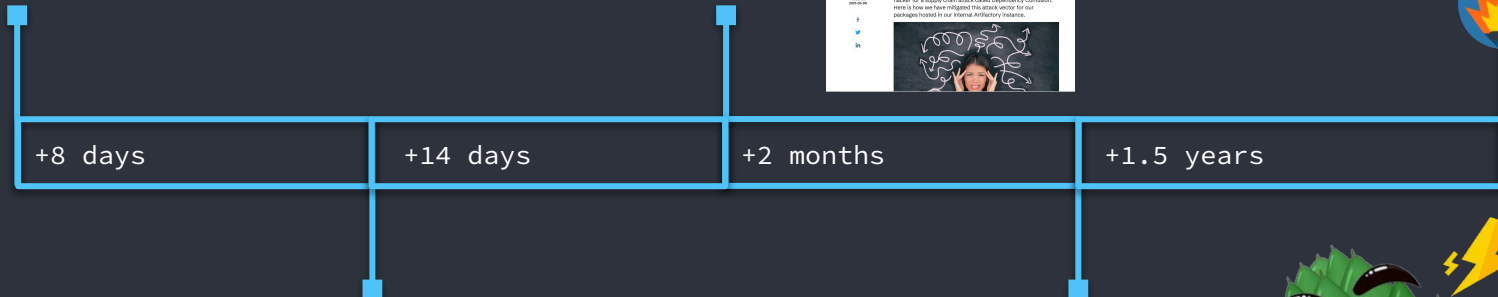 hacker for a supply chain attack called Dependency Confusion.
Here is how we have mitigated this attack vector for our
packages hosted in our internal Artifactory instance.
f
in
+8 days
+14 days
+2 months
+1.5 years